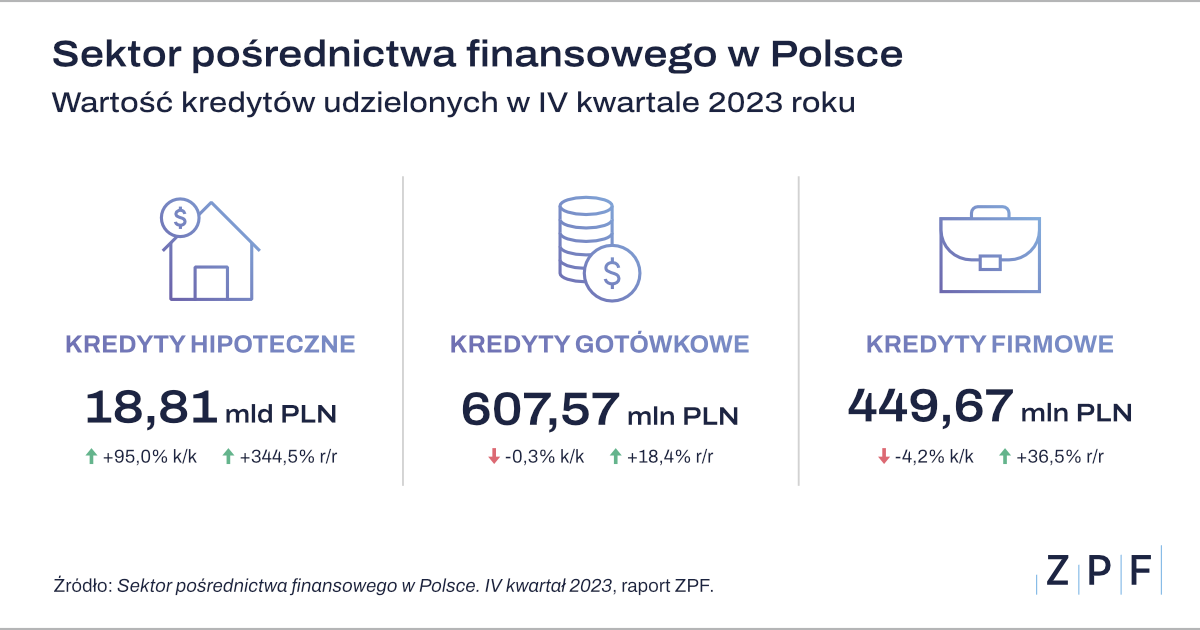 Sektor pośrednictwa finansowego w Polsce
Wartość kredytów udzielonych w IV kwartale 2023 roku
$
KREDYTY HIPOTECZNE
18,81 mld PLN
+95,0% k/k +344,5% r/r
$
KREDYTY GOTÓWKOWE
607,57 mln PLN
-0,3% k/k +18,4% r/r
KREDYTY FIRMOWE
449,67 mln PLN
-4,2% k/k +36,5% r/r
Źródło: Sektor pośrednictwa finansowego w Polsce. IV kwartał 2023, raport ZPF.
ZPF